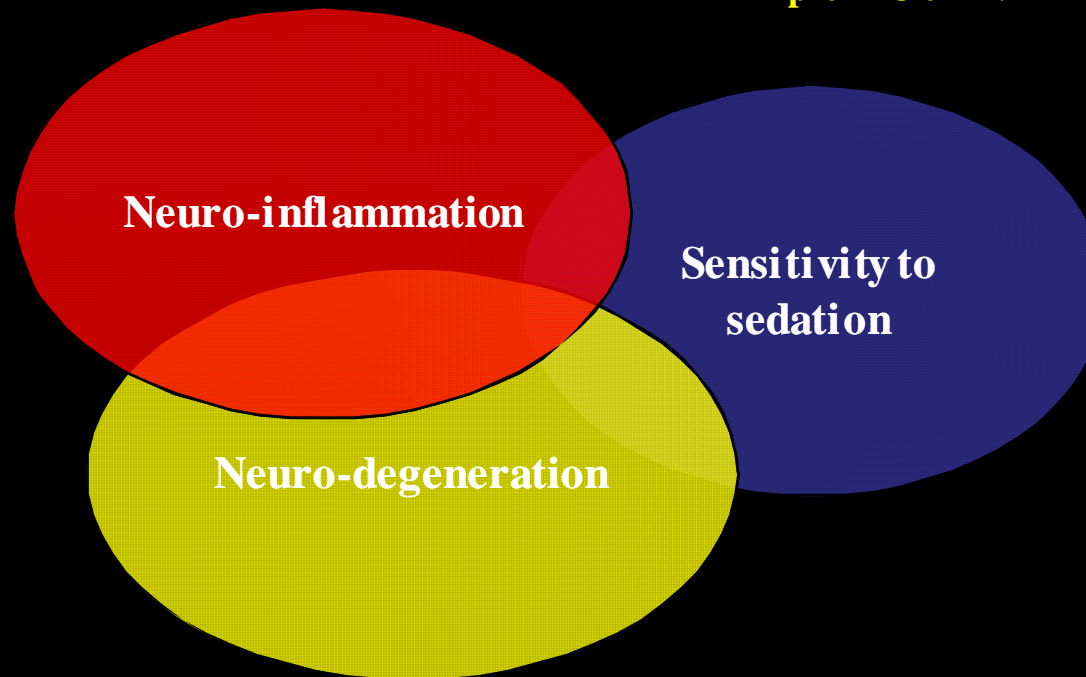 Neuro-inflammation
Sensitivity to
sedation
Neuro-degeneration